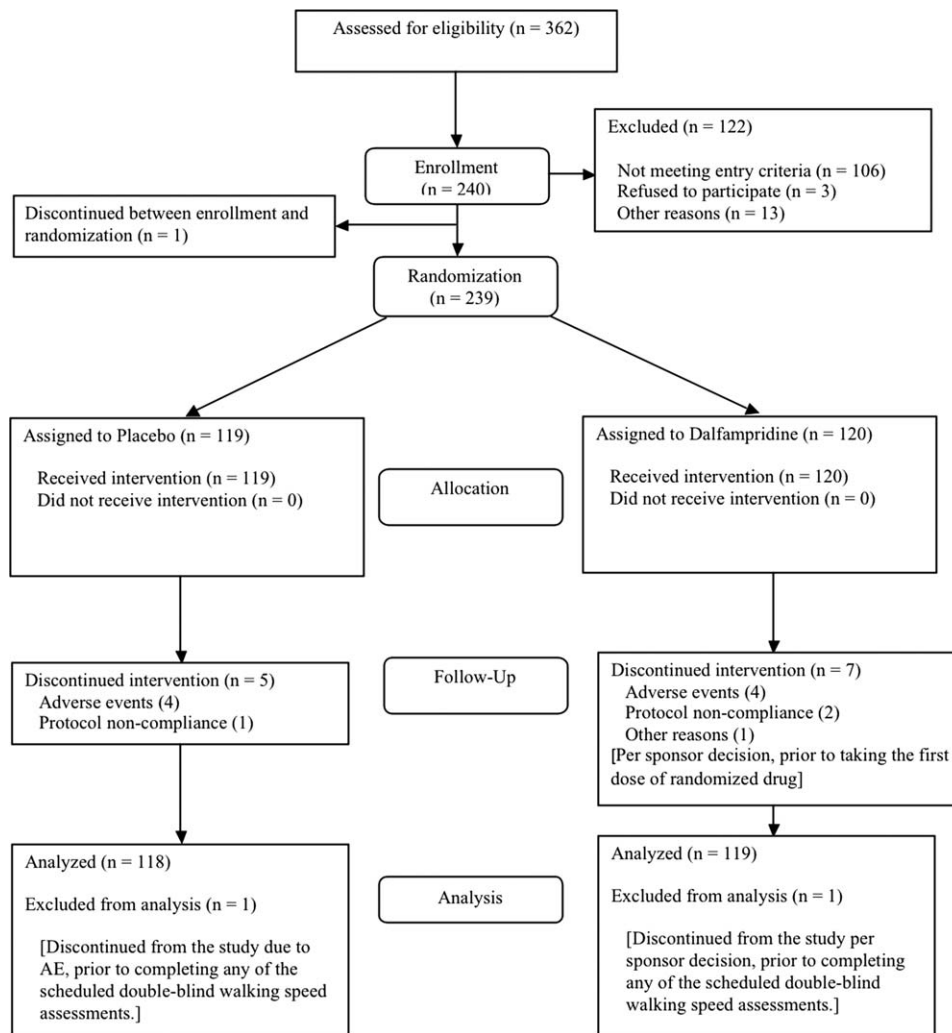 Assessed for eligibility (n = 362)
Excluded (n = 122)
Not meeting entry criteria (n = 106)
Refused to participate (n = 3)
Other reasons (n = 13)
Enrollment
(n = 240)
Discontinued between enrollment and
randomization (n = 1)
Randomization
(n = 239)
Assigned to Placebo (n = 119)
Received intervention (n = 119)
Did not receive intervention (n = 0)
Allocation
Assigned to Dalfampridine (n = 120)
Received intervention (n = 120)
Did not receive intervention (n = 0)
Discontinued intervention (n = 5)
Adverse events (4)
Protocol non-compliance (1)
Follow-Up
Discontinued intervention (n = 7)
Adverse events (4)
Protocol non-compliance (2)
Other reasons (1)
[Per sponsor decision, prior to taking the first
dose of randomized drug]
Analyzed (n = 118)
Excluded from analysis (n = 1)
[Discontinued from the study due to
AE, prior to completing any of the
scheduled double-blind walking speed
assessments.]
Analysis
Analyzed (n = 119)
Excluded from analysis (n = 1)
[Discontinued from the study per
sponsor decision, prior to completing
any of the scheduled double-blind
walking speed assessments.]